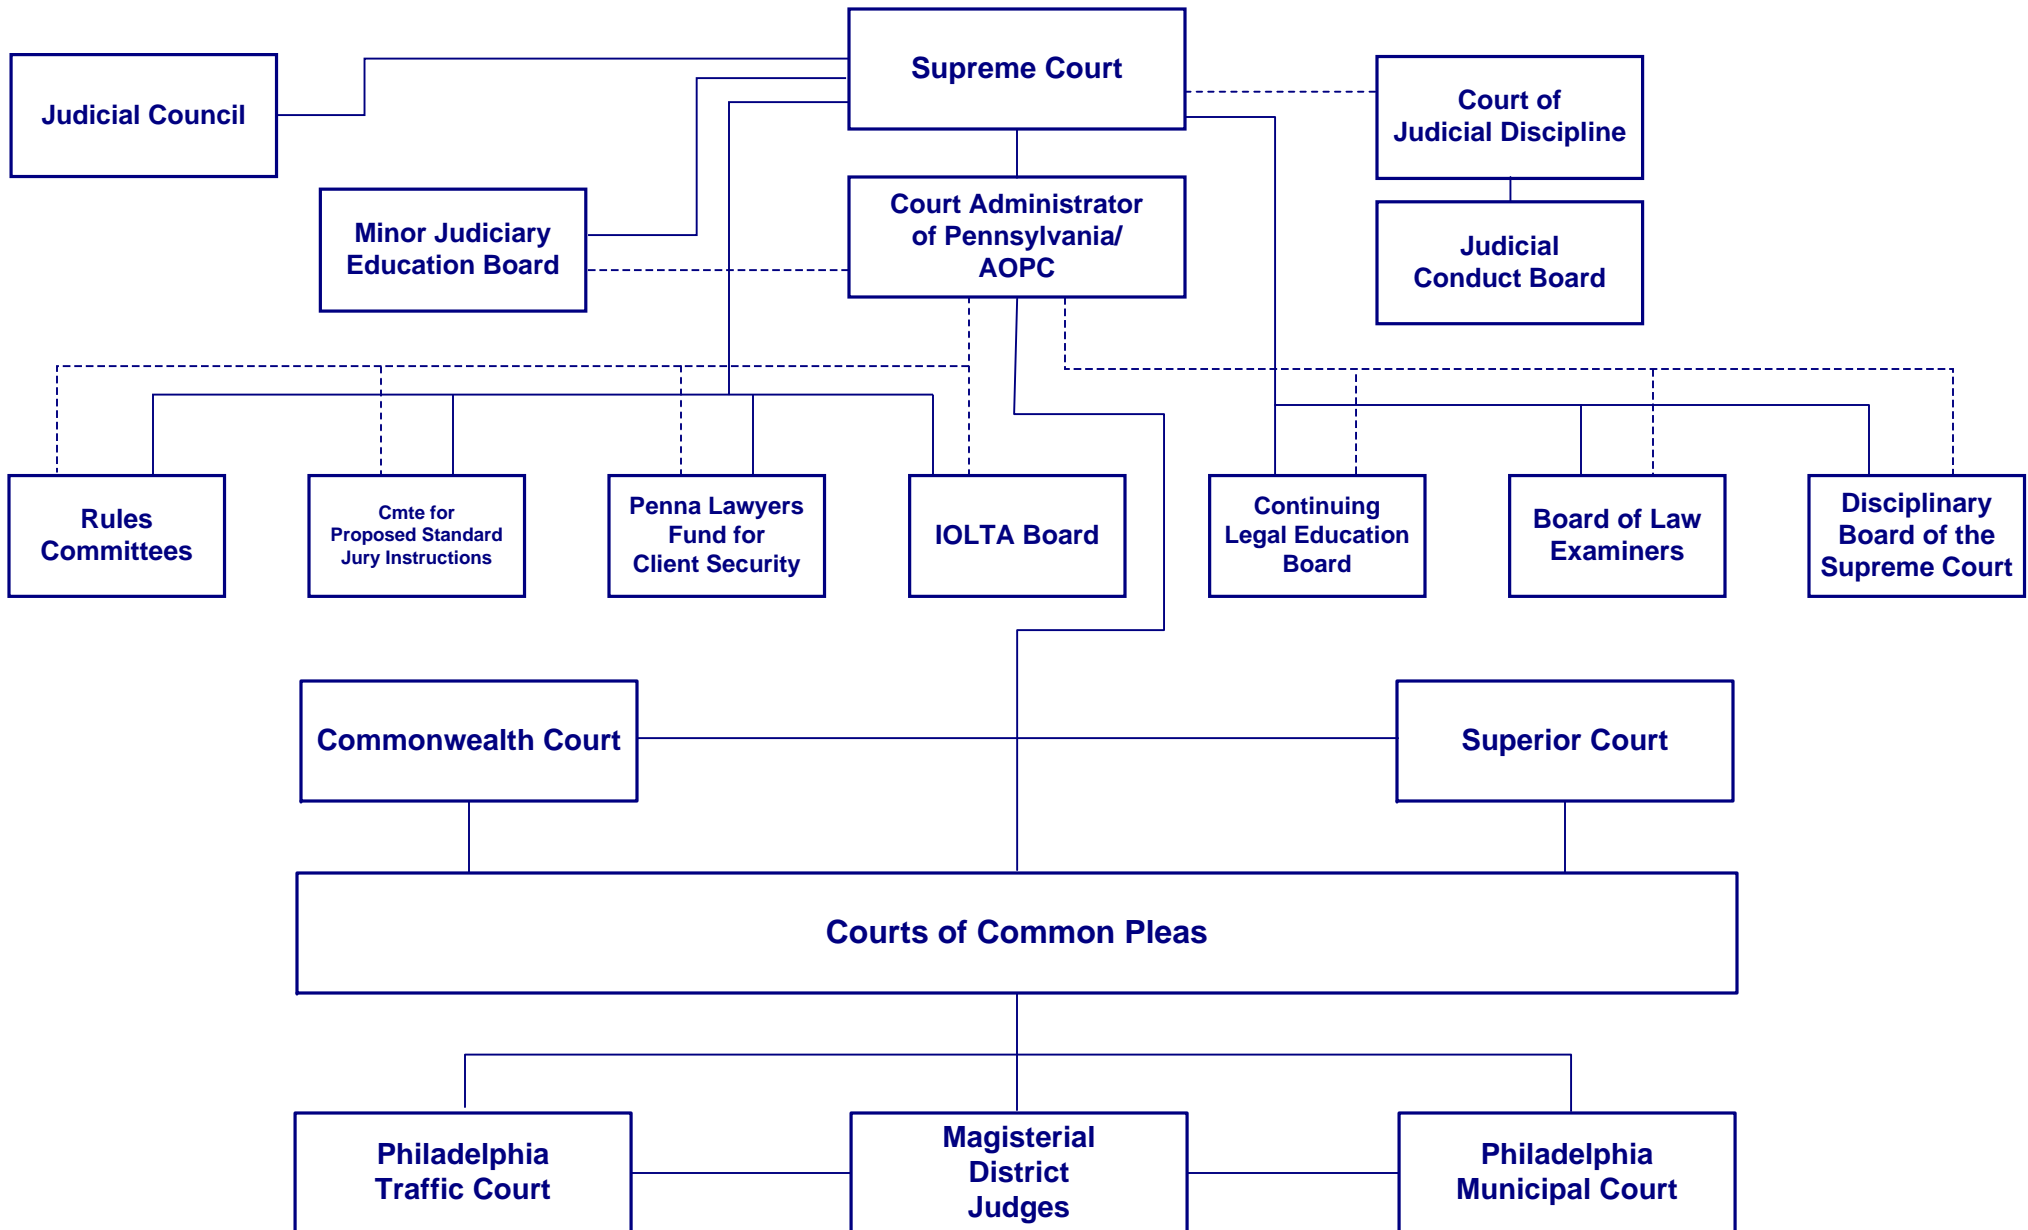 Supreme Court
Judicial Council
Court of
Judicial Discipline
Minor Judiciary
Education Board
Court Administrator
of Pennsylvania/
AOPC
Judicial
Conduct Board
Rules
Committees
Cmte for
Proposed Standard
Jury Instructions
Penna Lawyers
Fund for
Client Security
IOLTA Board
Continuing
Legal Education
Board
Board of Law
Examiners
Disciplinary
Board of the
Supreme Court
Commonwealth Court
Superior Court
Courts of Common Pleas
Philadelphia
Traffic Court
Magisterial
District
Judges
Philadelphia
Municipal Court